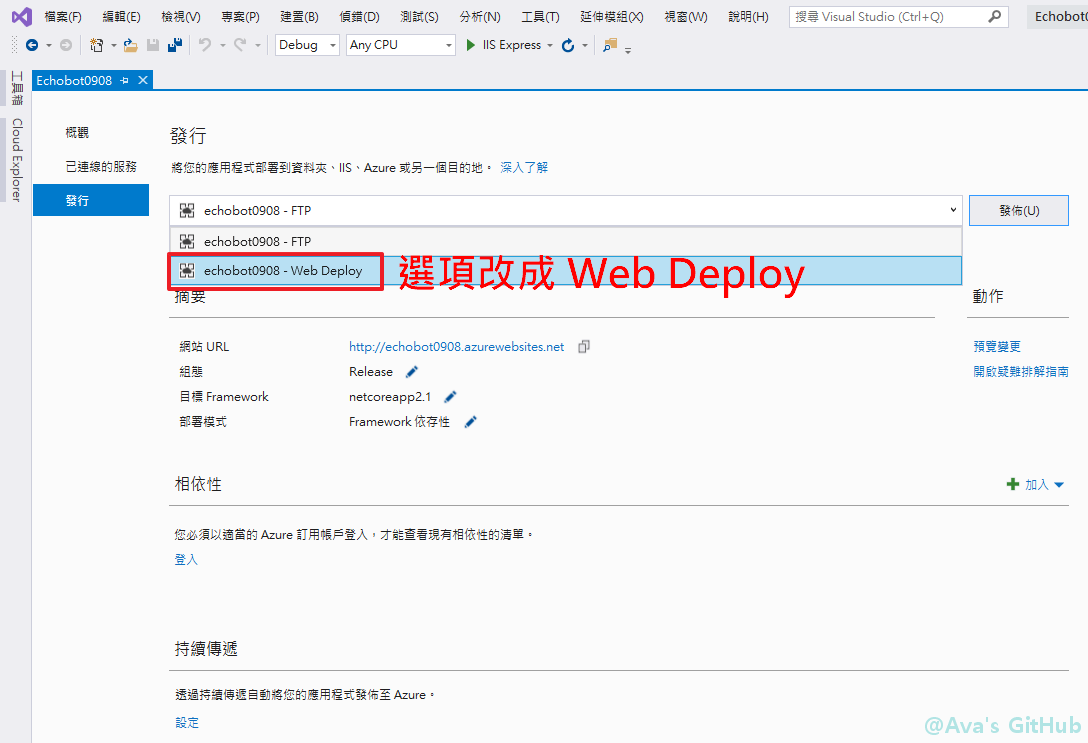 檔案(F) 編輯(E) 檢視(V) 專案(P) 建置(B) 偵錯(D) 測試(S) 分析(N) 工具(T) 延伸模組(X) 視窗(W) 說明(H) 搜尋 Visual Studio (Ctrl+Q) Echobot0
Debug Any CPU IIS Express
工具箱
Cloud Explorer
Echobot0908
概觀
已連線的服務
發行
發行
將您的應用程式部署到資料夾、IIS、Azure 或另一個目的地。 深入了解
echobot0908 - FTP 發佈(U)
echobot0908 - FTP
echobot0908 - Web Deploy 選項改成 Web Deploy
摘要 動作
網站 URL http://echobot0908.azurewebsites.net 預覽變更
組態 Release 開啟疑難排解指南
目標 Framework netcoreapp2.1
部署模式 Framework 依存性
相依性 加入
您必須以適當的 Azure 訂用帳戶登入，才能查看現有相依性的清單。
登入
持續傳遞
透過持續傳遞自動將您的應用程式發佈至 Azure。
設定
@Ava's GitHub